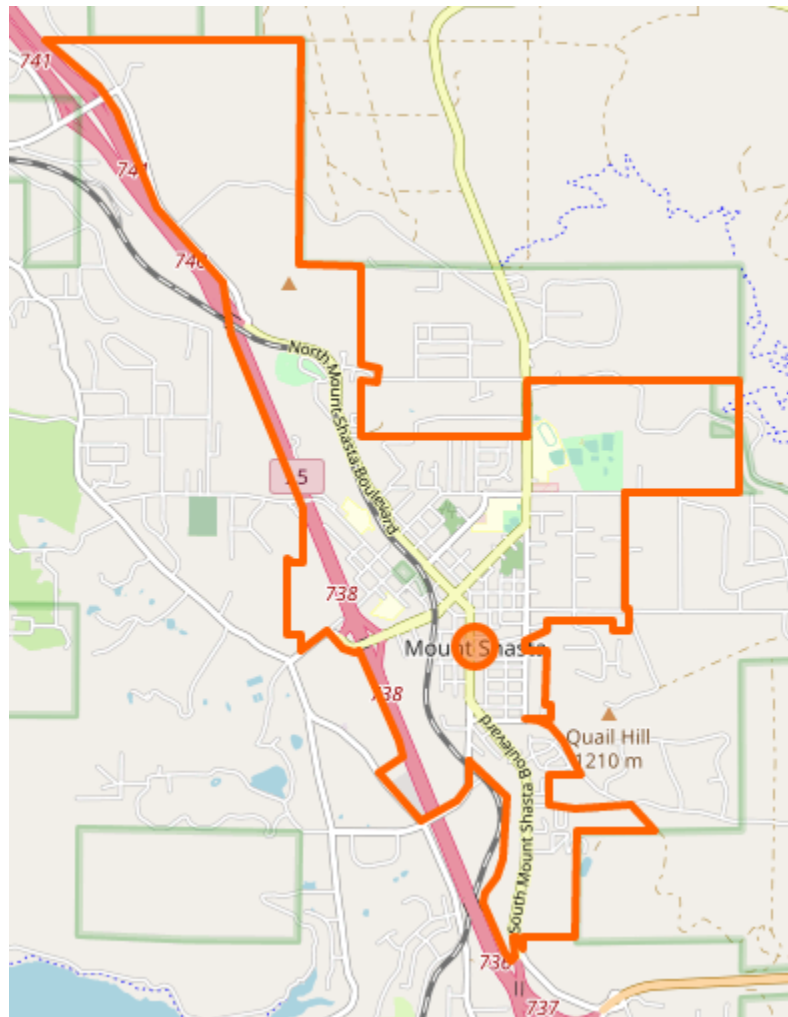 741
741
740
North Mount Shasta Boulevard
I 5
738
Mount Shasta
738
South Mount Shasta Boulevard
Quail Hill
1210 m
736
737